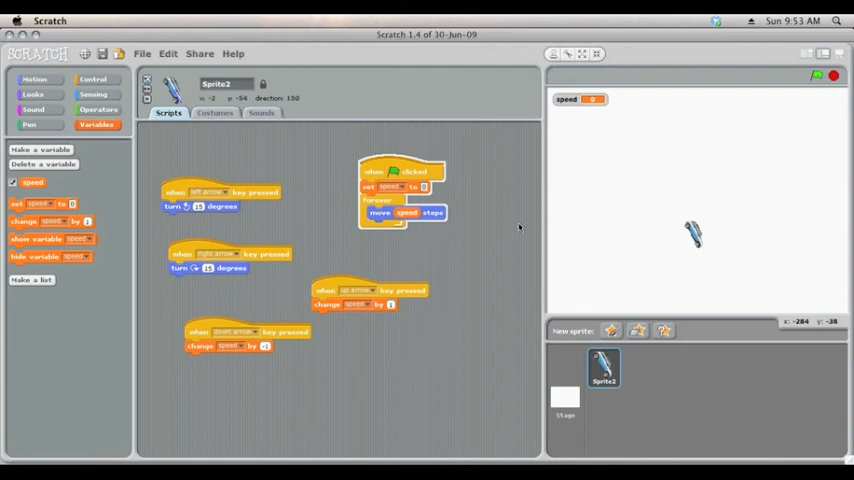 Scratch
Sun 9:53 AM
Scratch 1.4 of 30-Jun-09
SCRATCH
File Edit Share Help
Motion Control
Looks Sensing
Sound Operators
Pen Variables
Make a variable
Delete a variable
speed
set speed to 0
change speed by 1
show variable speed
hide variable speed
Make a list
Sprite2
x: -2 y: -54 direction: 150
Scripts Costumes Sounds
when left arrow key pressed
turn 15 degrees
when right arrow key pressed
turn 15 degrees
when down arrow key pressed
change speed by -1
when clicked
set speed to 0
forever
move speed steps
when up arrow key pressed
change speed by 1
speed 0
x: -284 y: -38
New sprite:
Sprite2
Stage